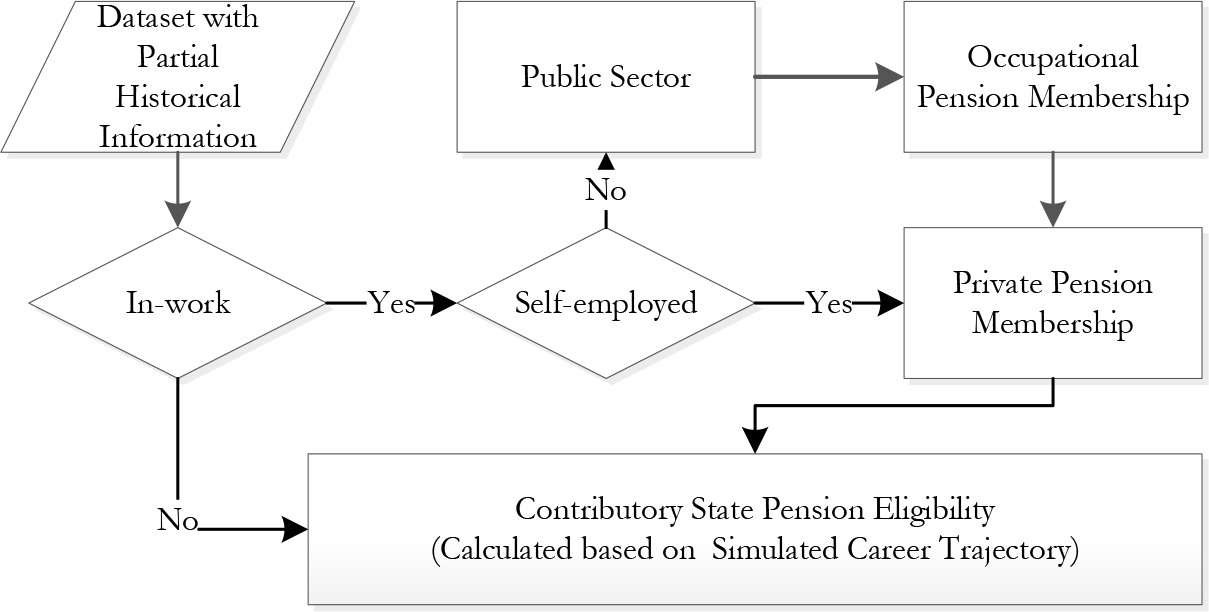 Dataset with
Partial
Historical
Information
Public Sector
Occupational
Pension Membership
No
In-work
Yes
Self-employed
Yes
Private Pension
Membership
No
Contributory State Pension Eligibility
(Calculated based on  Simulated Career Trajectory)